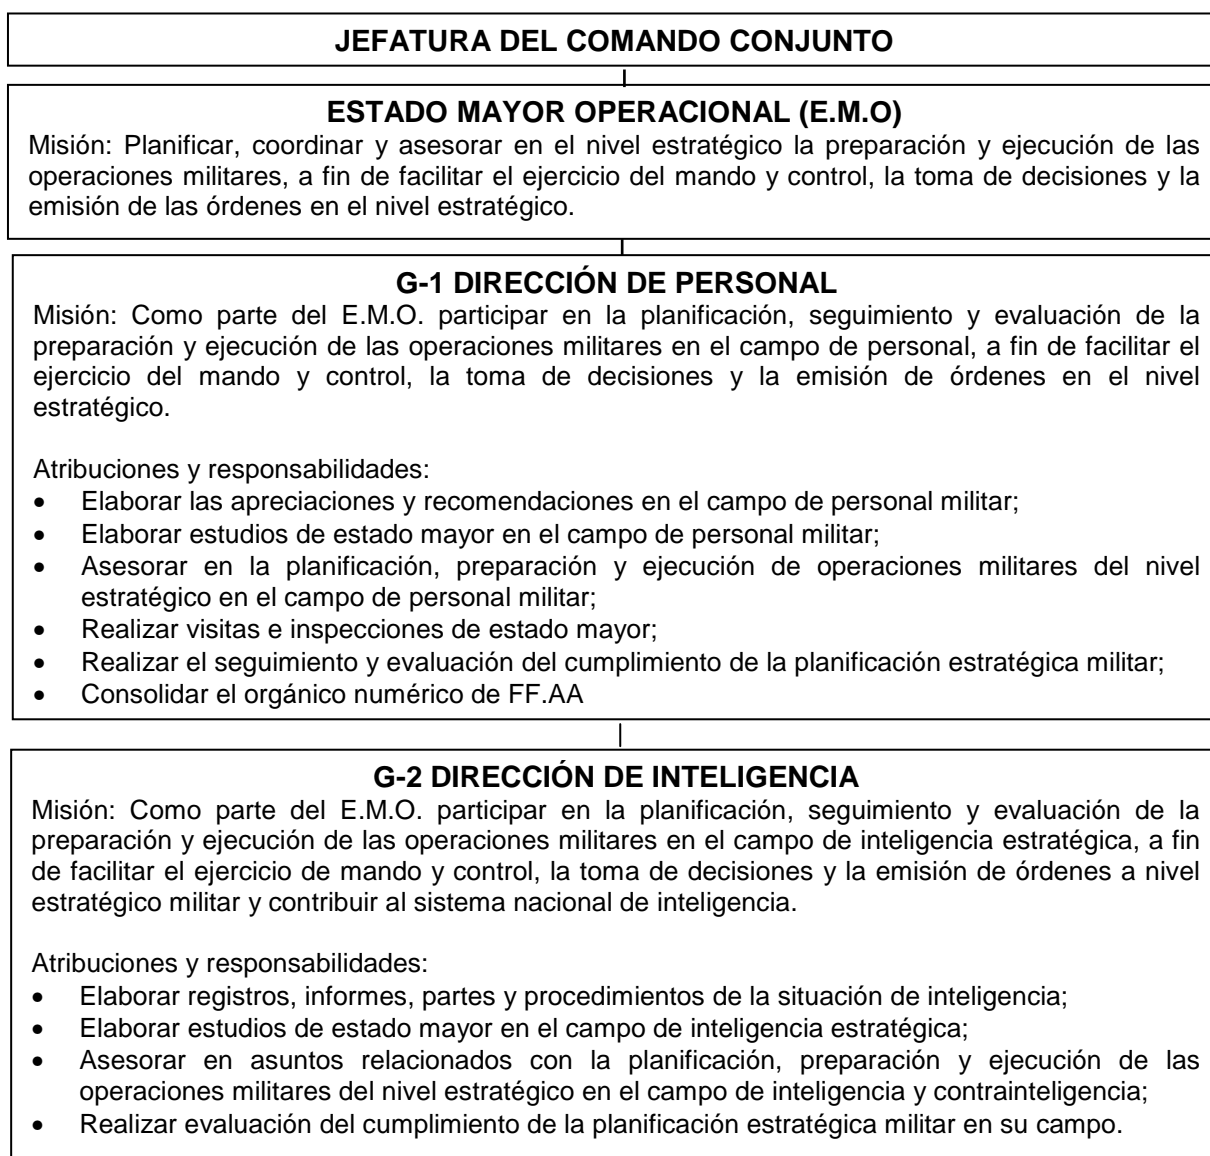 JEFATURA DEL COMANDO CONJUNTO
ESTADO MAYOR OPERACIONAL (E.M.O)
Misión: Planificar, coordinar y asesorar en el nivel estratégico la preparación y ejecución de las
operaciones militares, a fin de facilitar el ejercicio del mando y control, la toma de decisiones y la
emisión de las órdenes en el nivel estratégico.
G-1 DIRECCIÓN DE PERSONAL
Misión: Como parte del E.M.O. participar en la planificación, seguimiento y evaluación de la
preparación y ejecución de las operaciones militares en el campo de personal, a fin de facilitar el
ejercicio del mando y control, la toma de decisiones y la emisión de órdenes en el nivel
estratégico.
Atribuciones y responsabilidades:
• Elaborar las apreciaciones y recomendaciones en el campo de personal militar;
• Elaborar estudios de estado mayor en el campo de personal militar;
• Asesorar en la planificación, preparación y ejecución de operaciones militares del nivel
estratégico en el campo de personal militar;
• Realizar visitas e inspecciones de estado mayor;
• Realizar el seguimiento y evaluación del cumplimiento de la planificación estratégica militar;
• Consolidar el orgánico numérico de FF.AA
G-2 DIRECCIÓN DE INTELIGENCIA
Misión: Como parte del E.M.O. participar en la planificación, seguimiento y evaluación de la
preparación y ejecución de las operaciones militares en el campo de inteligencia estratégica, a fin
de facilitar el ejercicio de mando y control, la toma de decisiones y la emisión de órdenes a nivel
estratégico militar y contribuir al sistema nacional de inteligencia.
Atribuciones y responsabilidades:
• Elaborar registros, informes, partes y procedimientos de la situación de inteligencia;
• Elaborar estudios de estado mayor en el campo de inteligencia estratégica;
• Asesorar en asuntos relacionados con la planificación, preparación y ejecución de las
operaciones militares del nivel estratégico en el campo de inteligencia y contrainteligencia;
• Realizar evaluación del cumplimiento de la planificación estratégica militar en su campo.